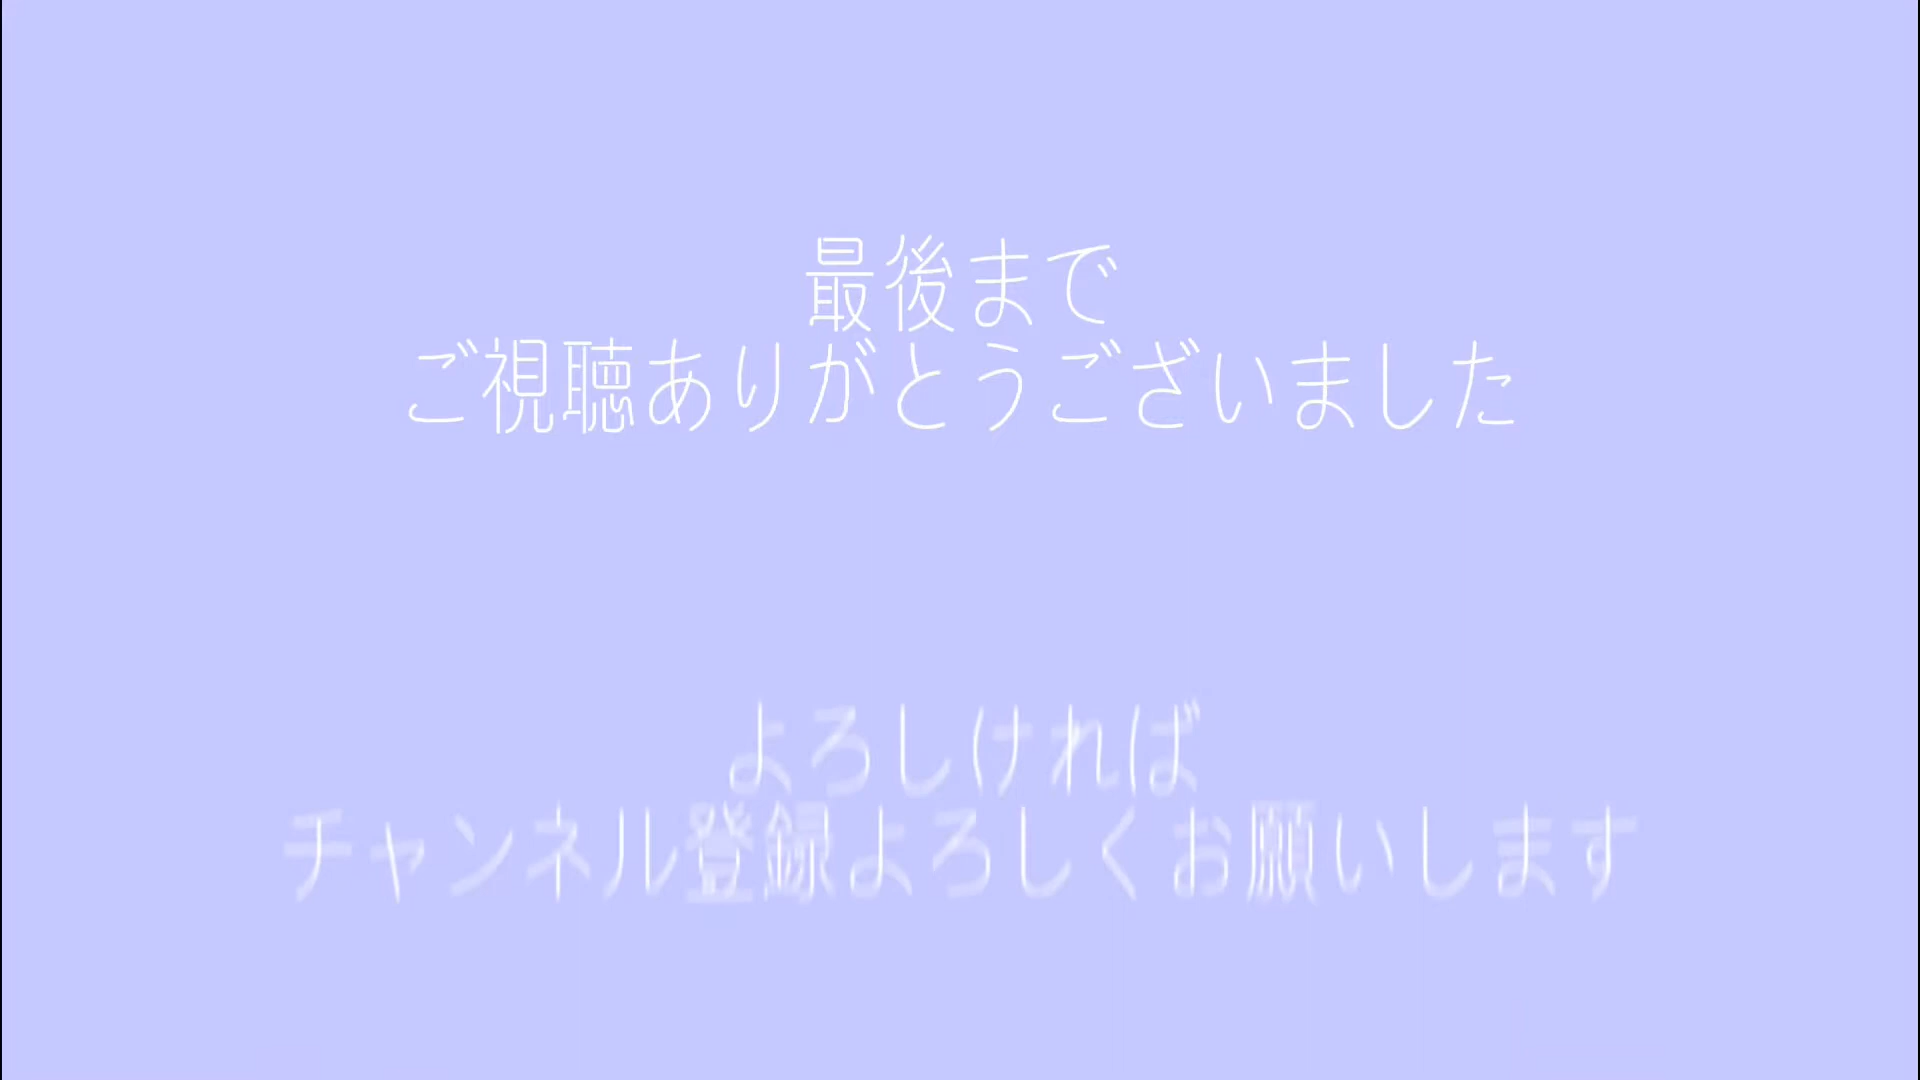 最後まで
ご視聴ありがとうございました
よろしければ
チャンネル登録よろしくお願いします